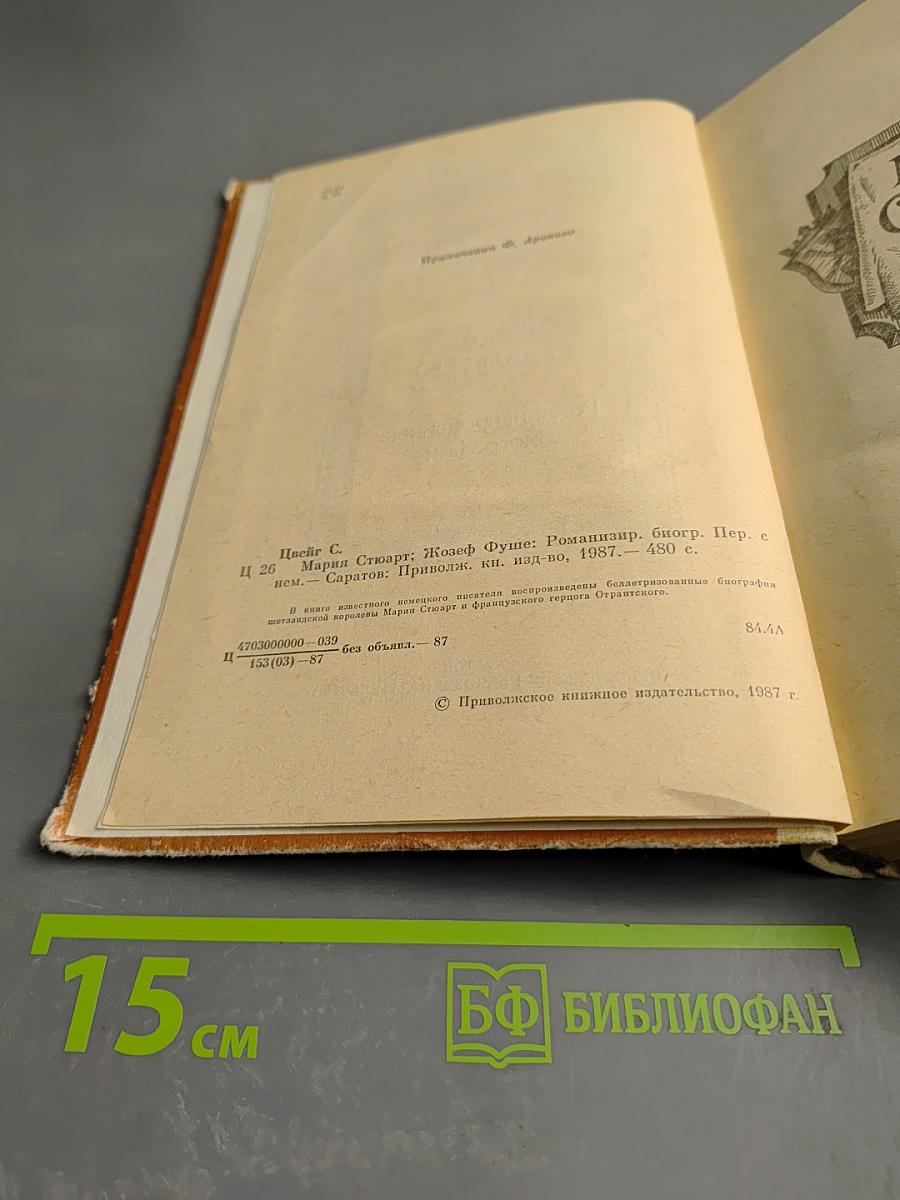 Примечания Ф. Арского
Цвейг С.
Ц 26 Мария Стюарт; Жозеф Фуше: Романизир. биогр. Пер. с
нем.— Саратов: Приволж. кн. изд-во, 1987.— 480 с.
В книге известного немецкого писателя воспроизведены беллетризованные биографии
шотландской королевы Марии Стюарт и французского герцога Отрантского.
84.4А
Ц 4703000000—039 без объявл.— 87
153(03)—87
© Приволжское книжное издательство, 1987 г.
15 см
БФ БИБЛИОФАН